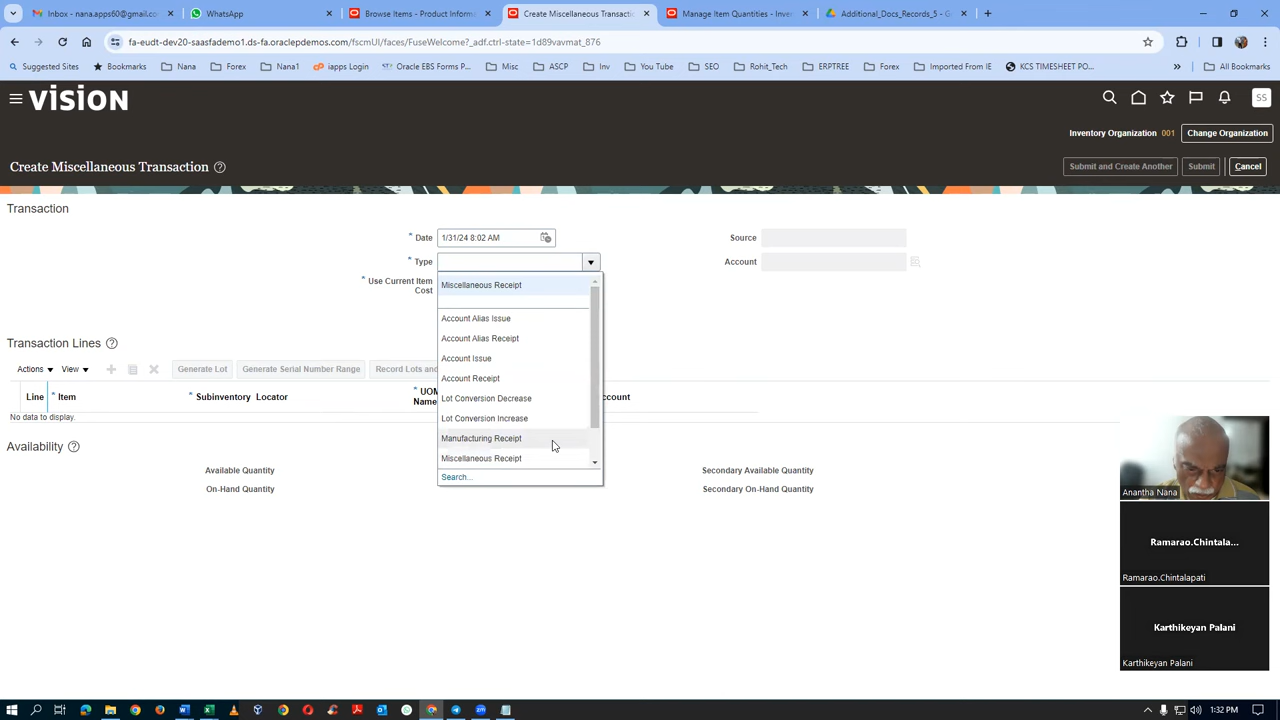 Inbox - nana.apps60@gmail.co
WhatsApp
Browse Items - Product Informa
Create Miscellaneous Transactio
Manage Item Quantities - Invent
Additional_Docs_Records_5 - G
fa-eudt-dev20-saasfademo1.ds-fa.oraclepdemos.com/fscmUI/faces/FuseWelcome?_adf.ctrl-state=1d89vavmat_876
Suggested Sites
Bookmarks
Nana
Forex
Nana1
iapps Login
Oracle EBS Forms P...
Misc
ASCP
Inv
You Tube
SEO
Rohit_Tech
ERPTREE
Forex
Imported From IE
KCS TIMESHEET PO...
All Bookmarks
VISION
SS
Inventory Organization 001
Change Organization
Create Miscellaneous Transaction
Submit and Create Another
Submit
Cancel
Transaction
* Date 1/31/24 8:02 AM
Source
* Type
Account
* Use Current Item
Cost
Miscellaneous Receipt
Account Alias Issue
Account Alias Receipt
Account Issue
Account Receipt
Lot Conversion Decrease
Lot Conversion Increase
Manufacturing Receipt
Miscellaneous Receipt
Search...
Transaction Lines
Actions
View
Generate Lot
Generate Serial Number Range
Record Lots and
Line
* Item
* Subinventory
Locator
* UOM
Name
ccount
No data to display.
Availability
Available Quantity
Secondary Available Quantity
On-Hand Quantity
Secondary On-Hand Quantity
Anantha Nana
Ramarao.Chintala...
Ramarao.Chintalapati
Karthikeyan Palani
Karthikeyan Palani
1:32 PM